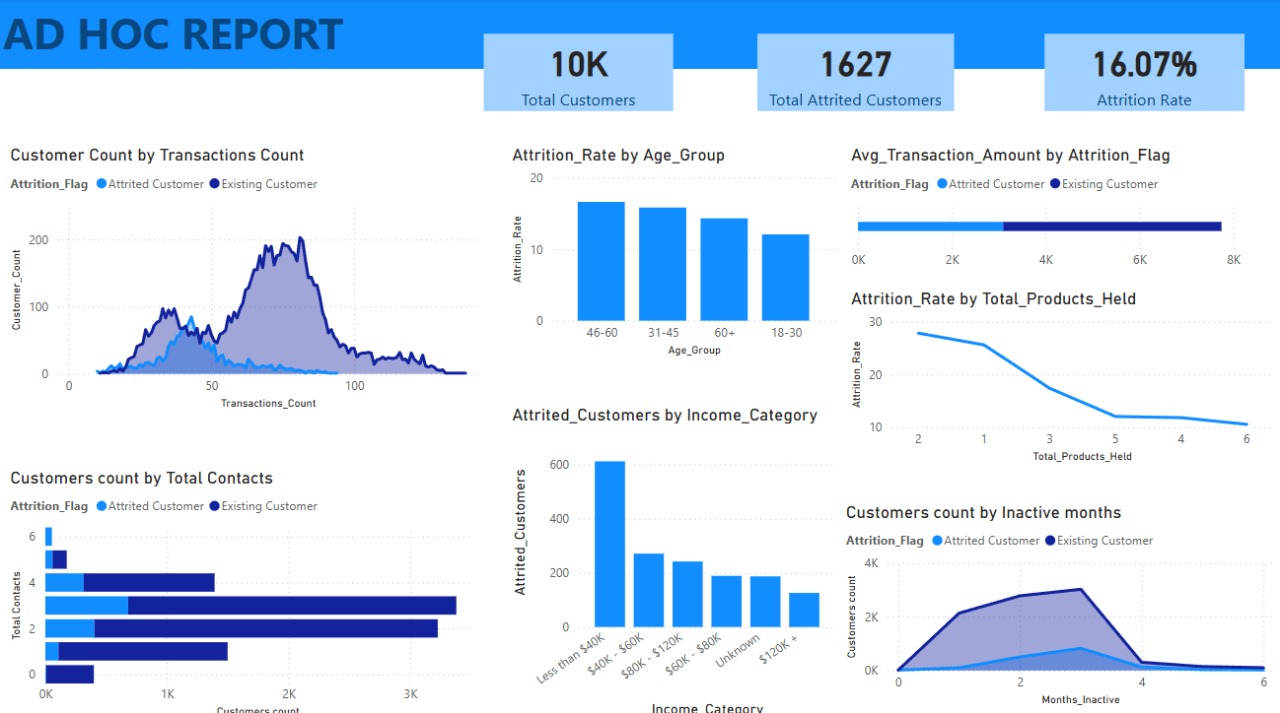 AD HOC REPORT
10K
Total Customers
1627
Total Attrited Customers
16.07%
Attrition Rate
Customer Count by Transactions Count
Attrition_Flag Attrited Customer Existing Customer
Customer_Count
200
100
0
0 50 100
Transactions_Count
Customers count by Total Contacts
Attrition_Flag Attrited Customer Existing Customer
Total Contacts
6
4
2
0
0K 1K 2K 3K
Customers count
Attrition_Rate by Age_Group
Attrition_Rate
20
10
0
46-60 31-45 60+ 18-30
Age_Group
Attrited_Customers by Income_Category
Attrited_Customers
600
400
200
0
Less than $40K
$40K - $60K
$80K - $120K
$60K - $80K
Unknown
$120K +
Income_Category
Avg_Transaction_Amount by Attrition_Flag
Attrition_Flag Attrited Customer Existing Customer
0K 2K 4K 6K 8K
Attrition_Rate by Total_Products_Held
Attrition_Rate
30
20
10
2 1 3 5 4 6
Total_Products_Held
Customers count by Inactive months
Attrition_Flag Attrited Customer Existing Customer
Customers count
4K
2K
0K
0 2 4 6
Months_Inactive